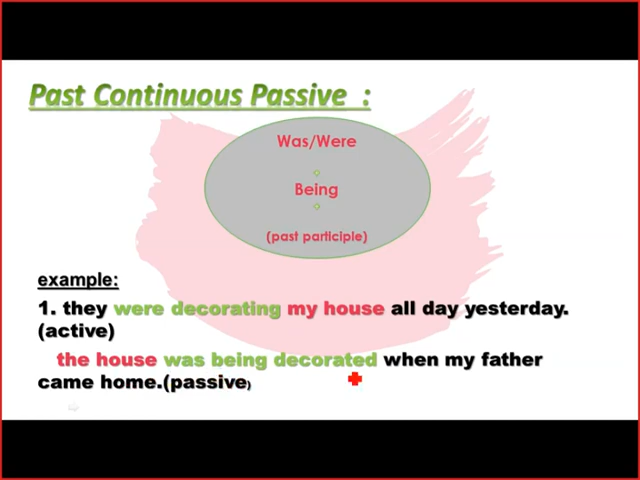 Past Continuous Passive :
Was/Were
Being
(past participle)
example:
1. they were decorating my house all day yesterday.
(active)
the house was being decorated when my father
came home.(passive)